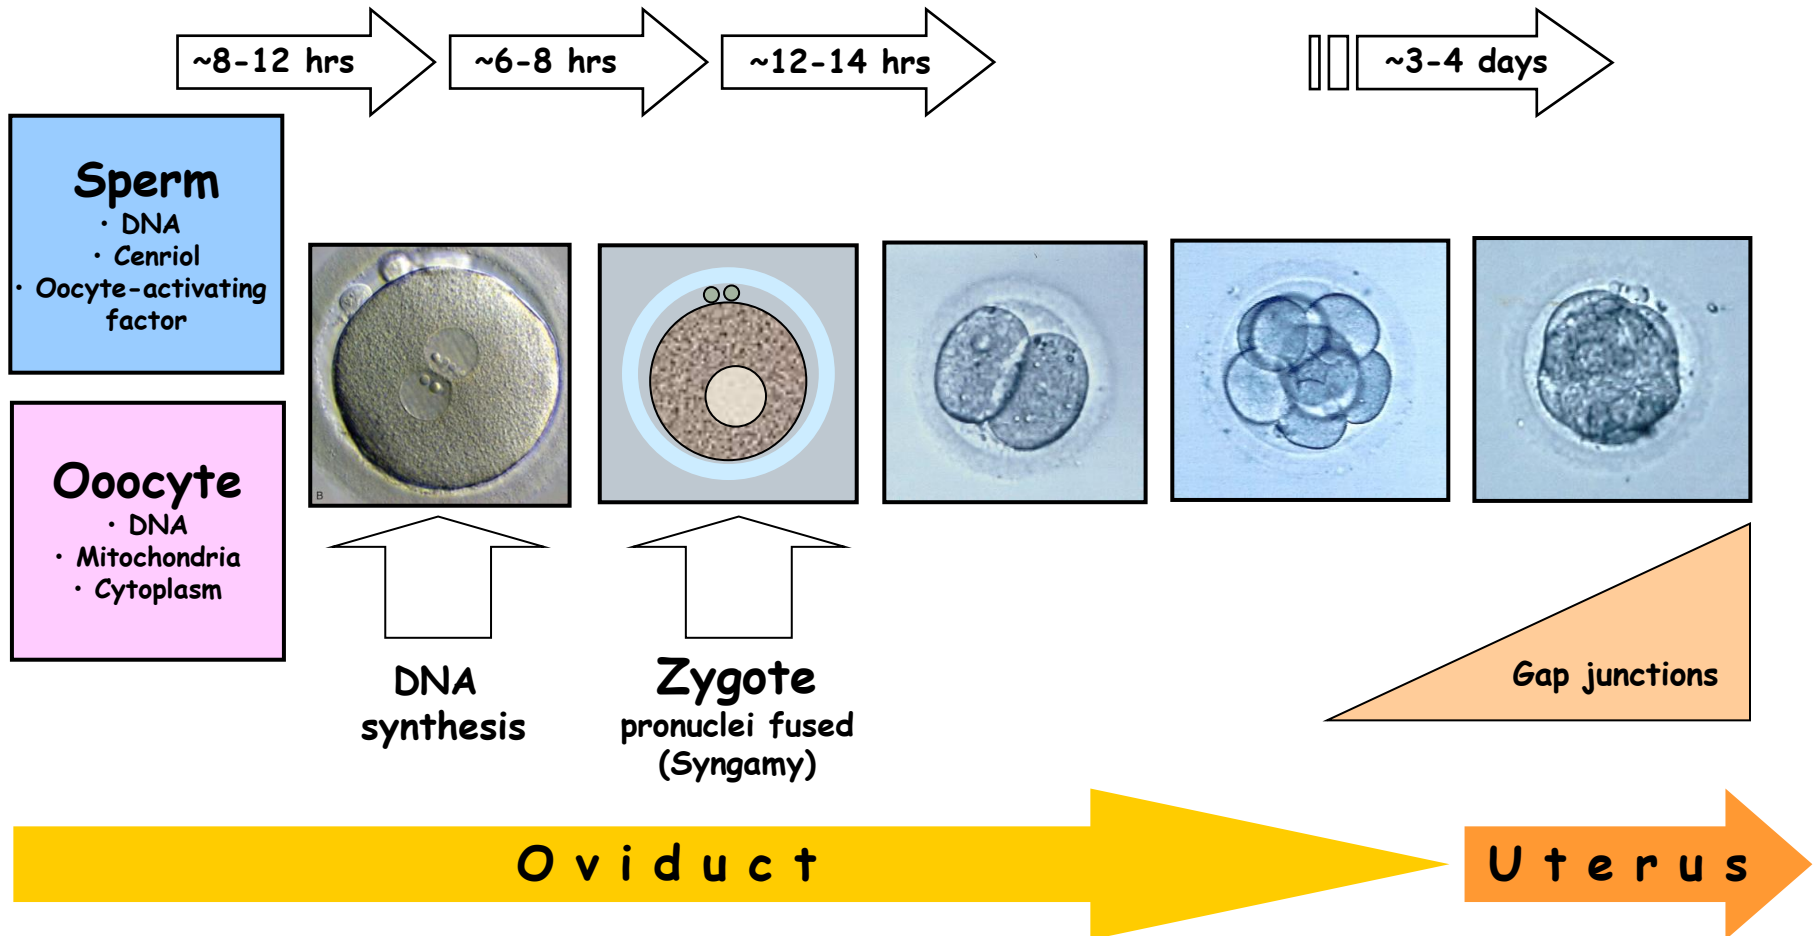 ~8-12 hrs
~6-8 hrs
~12-14 hrs
~3-4 days
Sperm
• DNA
• Cenriol
• Oocyte-activating
factor
Ooocyte
• DNA
• Mitochondria
• Cytoplasm
B
DNA
synthesis
Zygote
pronuclei fused
(Syngamy)
Gap junctions
Oviduct
Uterus